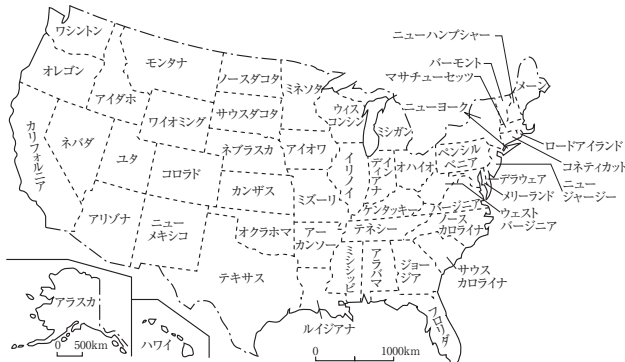 ワシントン
オレゴン
カリフォルニア
ネバダ
アイダホ
モンタナ
ワイオミング
ユタ
コロラド
アリゾナ
ニュー
メキシコ
ノースダコタ
サウスダコタ
ネブラスカ
カンザス
オクラホマ
テキサス
ミネソタ
アイオワ
ミズーリ
アー
カンソー
ルイジアナ
ウィス
コンシン
イリノイ
ミシガン
インディアナ
オハイオ
ケンタッキー
テネシー
ミシシッピ
アラバマ
ジョー
ジア
フロリダ
ニューハンプシャー
バーモント
マサチューセッツ
ニューヨーク
メーン
ロードアイランド
コネティカット
ペンシル
ベニア
ニュー
ジャージー
デラウェア
メリーランド
ウェスト
バージニア
バージニア
ノース
カロライナ
サウス
カロライナ
アラスカ
0 500km
ハワイ
0 1000km